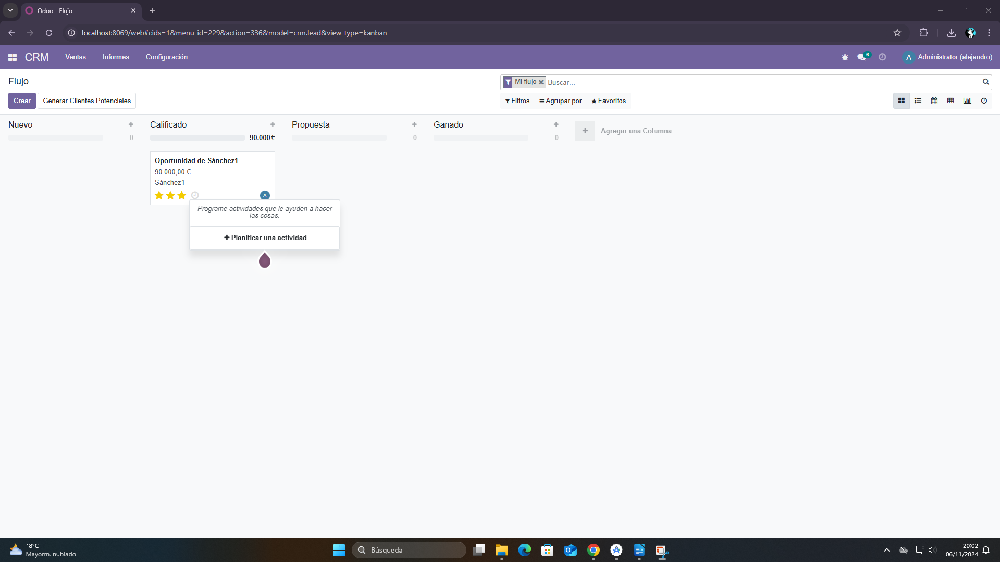 Odoo - Flujo
localhost:8069/web#cids=1&menu_id=229&action=336&model=crm.lead&view_type=kanban
CRM
Ventas
Informes
Configuración
6
A
Administrator (alejandro)
Flujo
Mi flujo
Buscar...
Crear
Generar Clientes Potenciales
Filtros
Agrupar por
Favoritos
Nuevo
0
Calificado
90.000 €
Propuesta
0
Ganado
0
Agregar una Columna
Oportunidad de Sánchez1
90.000,00 €
Sánchez1
A
Programe actividades que le ayuden a hacer
las cosas.
Planificar una actividad
18°C
Mayorm. nublado
Búsqueda
20:02
06/11/2024